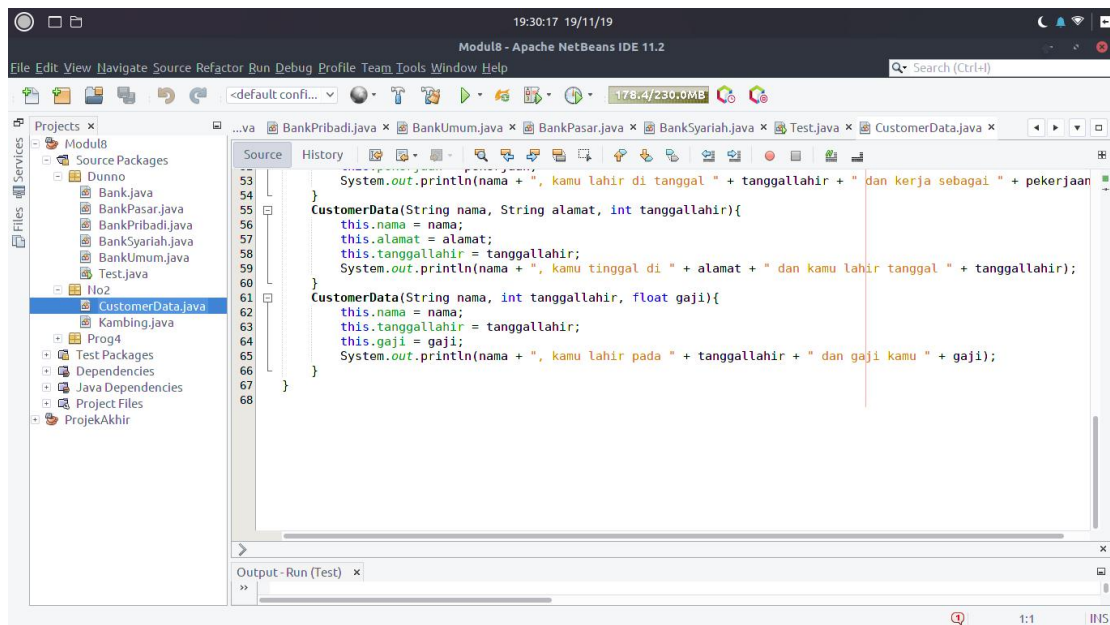 19:30:17 19/11/19
Modul8 - Apache NetBeans IDE 11.2
File Edit View Navigate Source Refactor Run Debug Profile Team Tools Window Help
Search (Ctrl+I)
<default confi...
178.4/230.0MB
Projects
...va BankPribadi.java BankUmum.java BankPasar.java BankSyariah.java Test.java CustomerData.java
Services
Files
Modul8
Source Packages
Dunno
Bank.java
BankPasar.java
BankPribadi.java
BankSyariah.java
BankUmum.java
Test.java
No2
CustomerData.java
Kambing.java
Prog4
Test Packages
Dependencies
Java Dependencies
Project Files
ProjekAkhir
Source History
53 System.out.println(nama + ", kamu lahir di tanggal " + tanggallahir + " dan kerja sebagai " + pekerjaan
54 }
55 CustomerData(String nama, String alamat, int tanggallahir){
56 this.nama = nama;
57 this.alamat = alamat;
58 this.tanggallahir = tanggallahir;
59 System.out.println(nama + ", kamu tinggal di " + alamat + " dan kamu lahir tanggal " + tanggallahir);
60 }
61 CustomerData(String nama, int tanggallahir, float gaji){
62 this.nama = nama;
63 this.tanggallahir = tanggallahir;
64 this.gaji = gaji;
65 System.out.println(nama + ", kamu lahir pada " + tanggallahir + " dan gaji kamu " + gaji);
66 }
67 }
68
Output - Run (Test)
1
1:1
INS